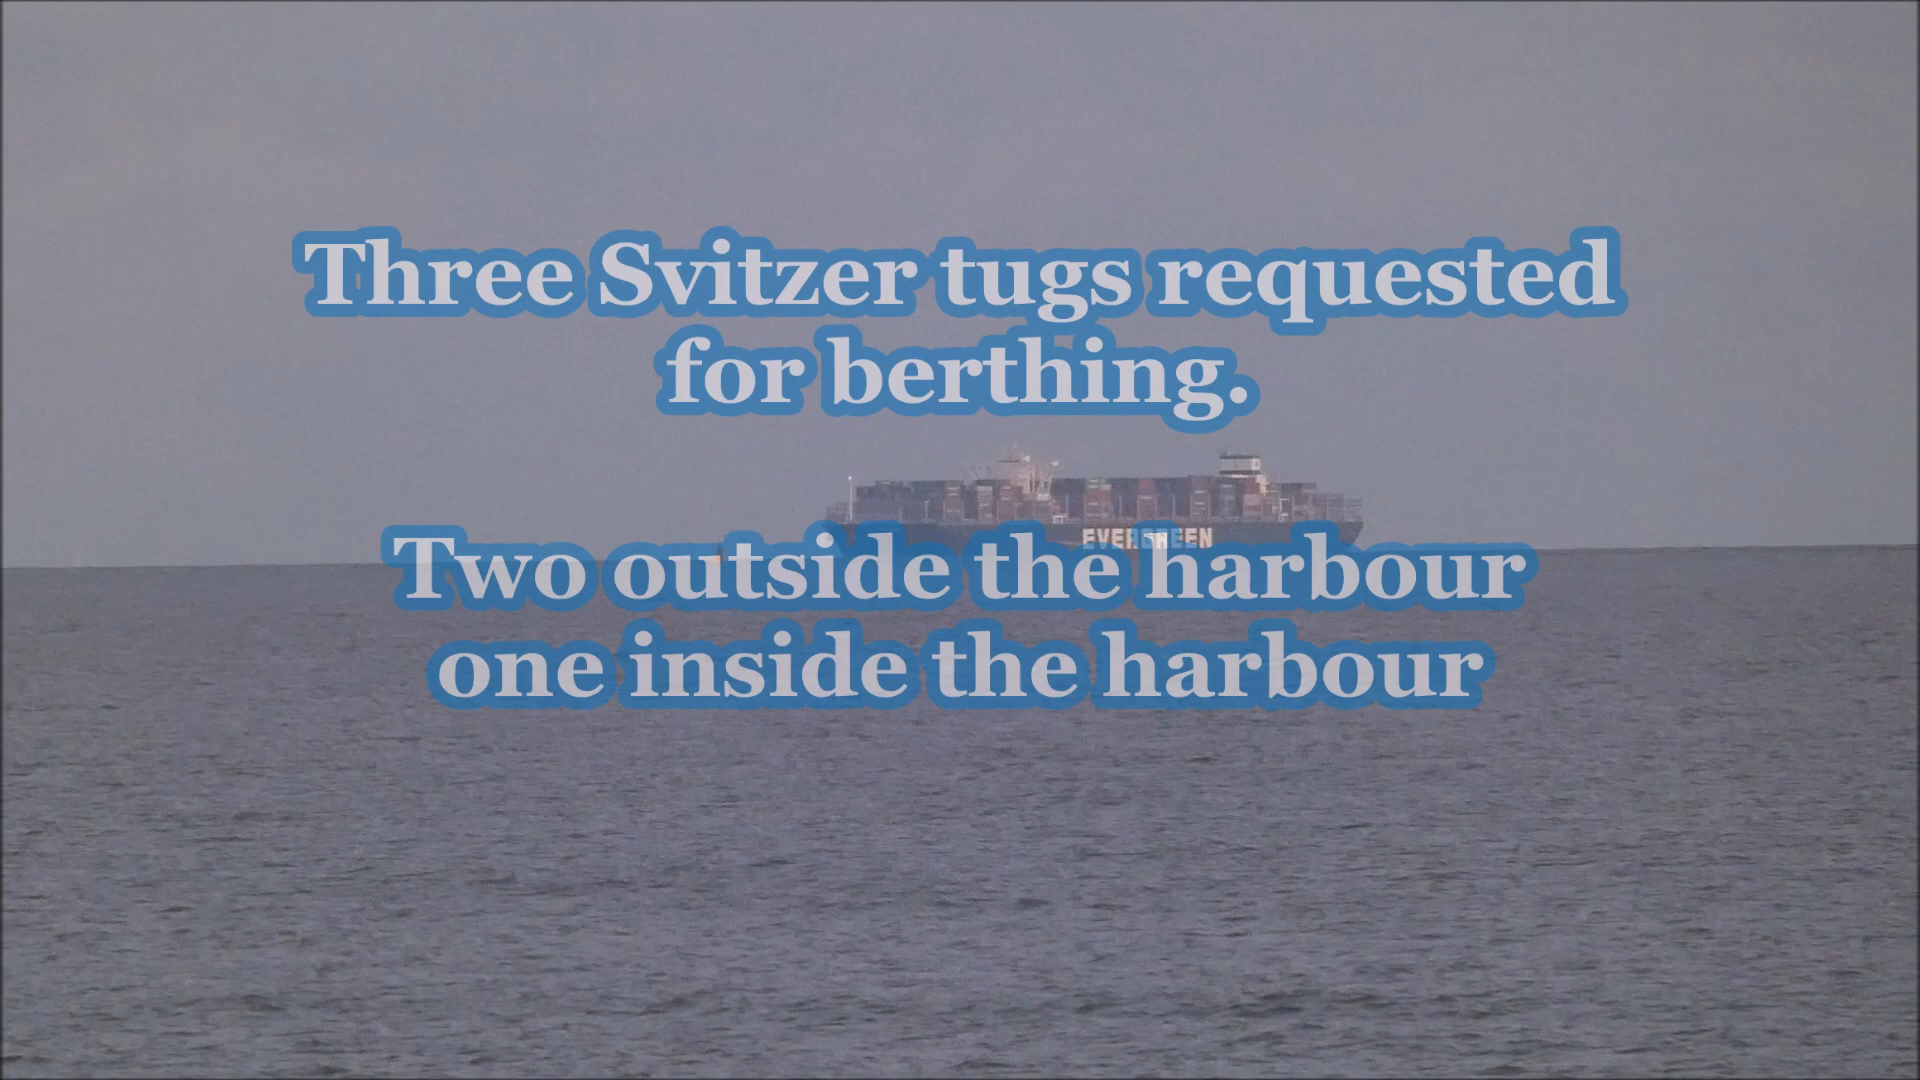 Three Svitzer tugs requested
for berthing.
EVERGREEN
Two outside the harbour
one inside the harbour